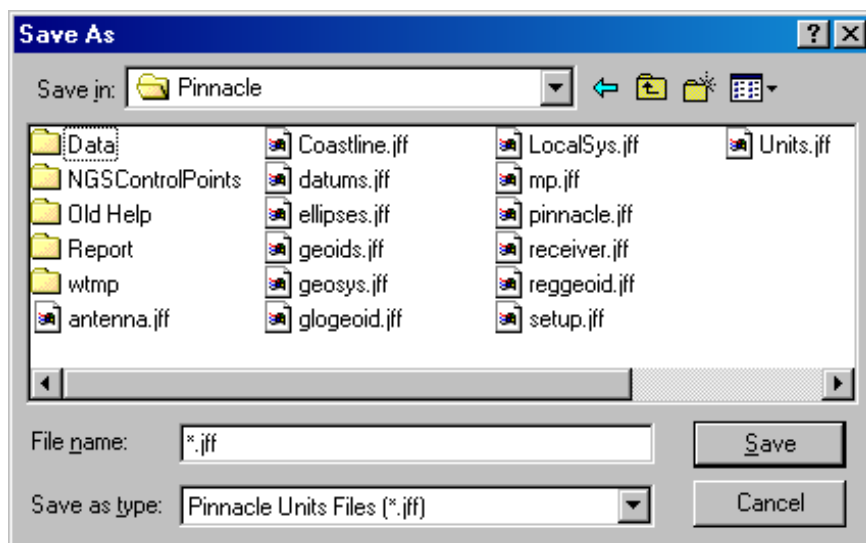 Save As
Save in: Pinnacle
Data Coastline.jff LocalSys.jff Units.jff
NGSControlPoints datums.jff mp.jff
Old Help ellipses.jff pinnacle.jff
Report geoids.jff receiver.jff
wtmp geosys.jff reggeoid.jff
antenna.jff glogeoid.jff setup.jff
File name: *.jff Save
Save as type: Pinnacle Units Files (*.jff) Cancel